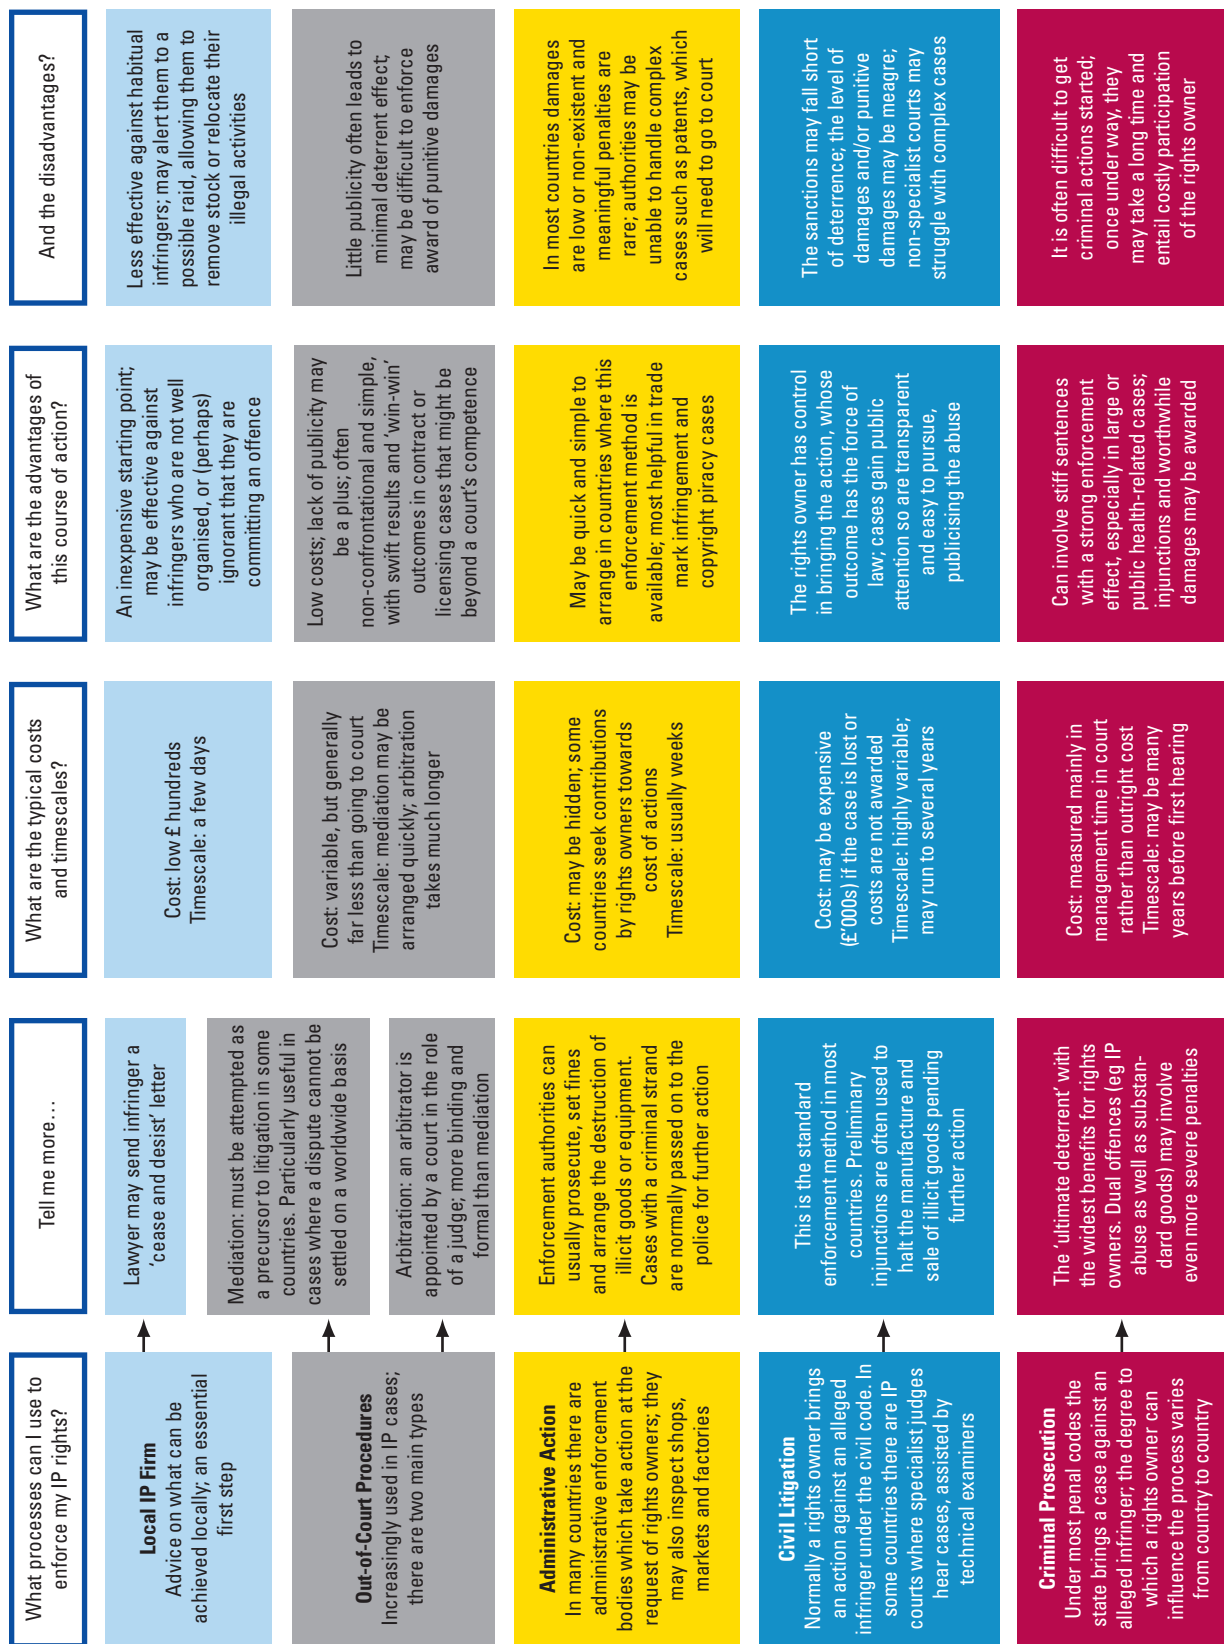 What processes can I use to
enforce my IP rights?
Tell me more…
What are the typical costs
and timescales?
What are the advantages of
this course of action?
And the disadvantages?
Local IP Firm
Advice on what can be
achieved locally; an essential
first step
Lawyer may send infringer a
‘cease and desist’ letter
Cost: low £ hundreds
Timescale: a few days
An inexpensive starting point;
may be effective against
infringers who are not well
organised, or (perhaps)
ignorant that they are
committing an offence
Less effective against habitual
infringers; may alert them to a
possible raid, allowing them to
remove stock or relocate their
illegal activities
Out-of-Court Procedures
Increasingly used in IP cases;
there are two main types
Mediation: must be attempted as
a precursor to litigation in some
countries. Particularly useful in
cases where a dispute cannot be
settled on a worldwide basis
Arbitration: an arbitrator is
appointed by a court in the role
of a judge; more binding and
formal than mediation
Cost: variable, but generally
far less than going to court
Timescale: mediation may be
arranged quickly; arbitration
takes much longer
Low costs; lack of publicity may
be a plus; often
non-confrontational and simple,
with swift results and ‘win-win’
outcomes in contract or
licensing cases that might be
beyond a court’s competence
Little publicity often leads to
minimal deterrent effect;
may be difficult to enforce
award of punitive damages
Administrative Action
In many countries there are
administrative enforcement
bodies which take action at the
request of rights owners; they
may also inspect shops,
markets and factories
Enforcement authorities can
usually prosecute, set fines
and arrange the destruction of
illicit goods or equipment.
Cases with a criminal strand
are normally passed on to the
police for further action
Cost: may be hidden; some
countries seek contributions
by rights owners towards
cost of actions
Timescale: usually weeks
May be quick and simple to
arrange in countries where this
enforcement method is
available; most helpful in trade
mark infringement and
copyright piracy cases
In most countries damages
are low or non-existent and
meaningful penalties are
rare; authorities may be
unable to handle complex
cases such as patents, which
will need to go to court
Civil Litigation
Normally a rights owner brings
an action against an alleged
infringer under the civil code. In
some countries there are IP
courts where specialist judges
hear cases, assisted by
technical examiners
This is the standard
enforcement method in most
countries. Preliminary
injunctions are often used to
halt the manufacture and
sale of illicit goods pending
further action
Cost: may be expensive
(£’000s) if the case is lost or
costs are not awarded
Timescale: highly variable;
may run to several years
The rights owner has control
in bringing the action, whose
outcome has the force of
law; cases gain public
attention so are transparent
and easy to pursue,
publicising the abuse
The sanctions may fall short
of deterrence; the level of
damages and/or punitive
damages may be meagre;
non-specialist courts may
struggle with complex cases
Criminal Prosecution
Under most penal codes the
state brings a case against an
alleged infringer; the degree to
which a rights owner can
influence the process varies
from country to country
The ‘ultimate deterrent’ with
the widest benefits for rights
owners. Dual offences (eg IP
abuse as well as substan-
dard goods) may involve
even more severe penalties
Cost: measured mainly in
management time in court
rather than outright cost
Timescale: may be many
years before first hearing
Can involve stiff sentences
with a strong enforcement
effect, especially in large or
public health-related cases;
injunctions and worthwhile
damages may be awarded
It is often difficult to get
criminal actions started;
once under way, they
may take a long time and
entail costly participation
of the rights owner